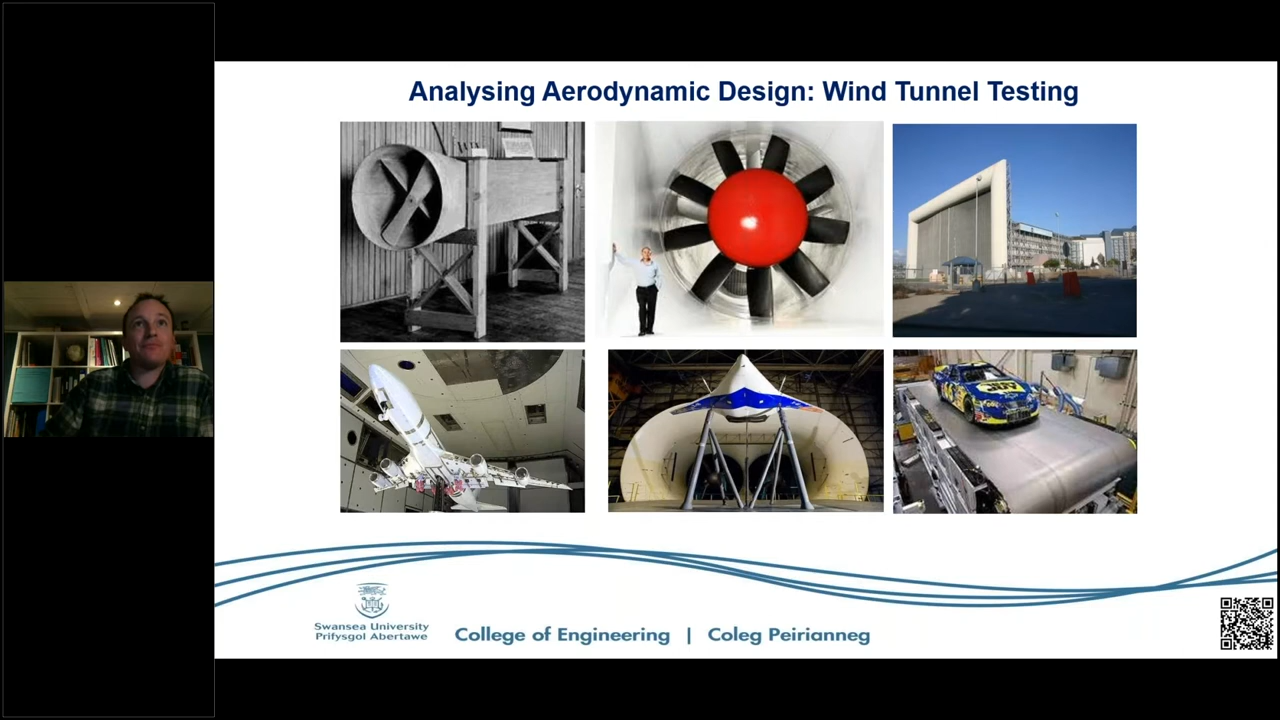 Analysing Aerodynamic Design: Wind Tunnel Testing
Swansea University
Prifysgol Abertawe
College of Engineering | Coleg Peirianneg